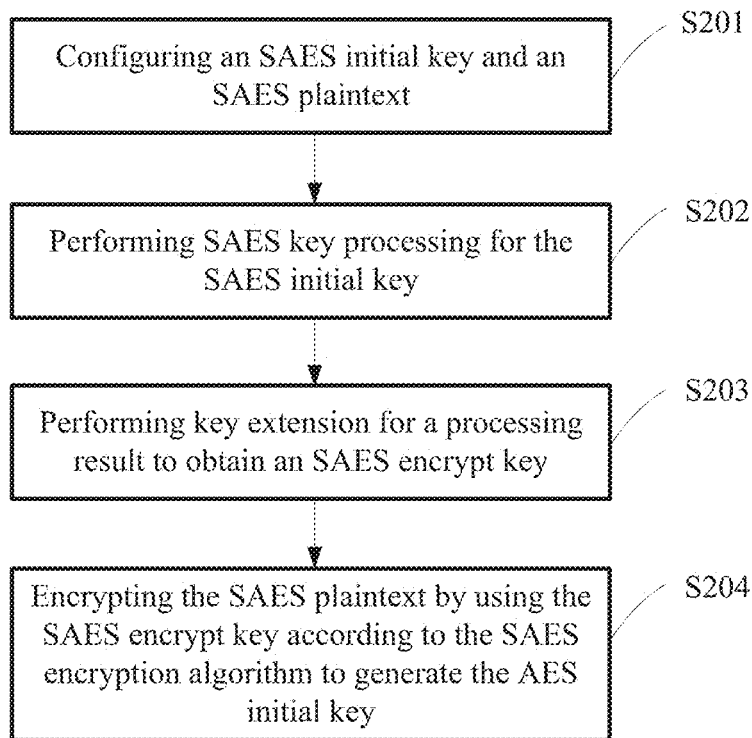 S201
Configuring an SAES initial key and an
SAES plaintext
S202
Performing SAES key processing for the
SAES initial key
S203
Performing key extension for a processing
result to obtain an SAES encrypt key
S204
Encrypting the SAES plaintext by using the
SAES encrypt key according to the SAES
encryption algorithm to generate the AES
initial key